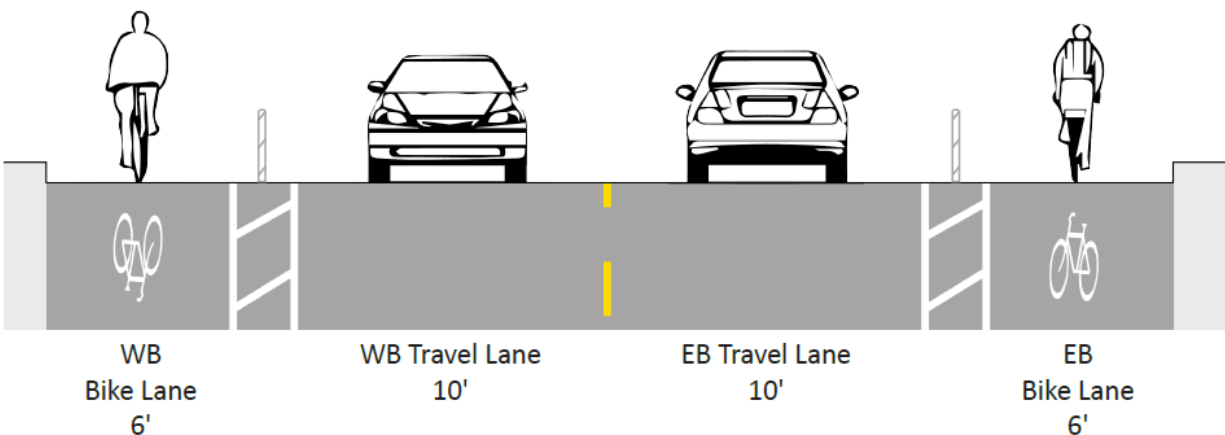 WB
Bike Lane
6'
WB Travel Lane
10'
EB Travel Lane
10'
EB
Bike Lane
6'